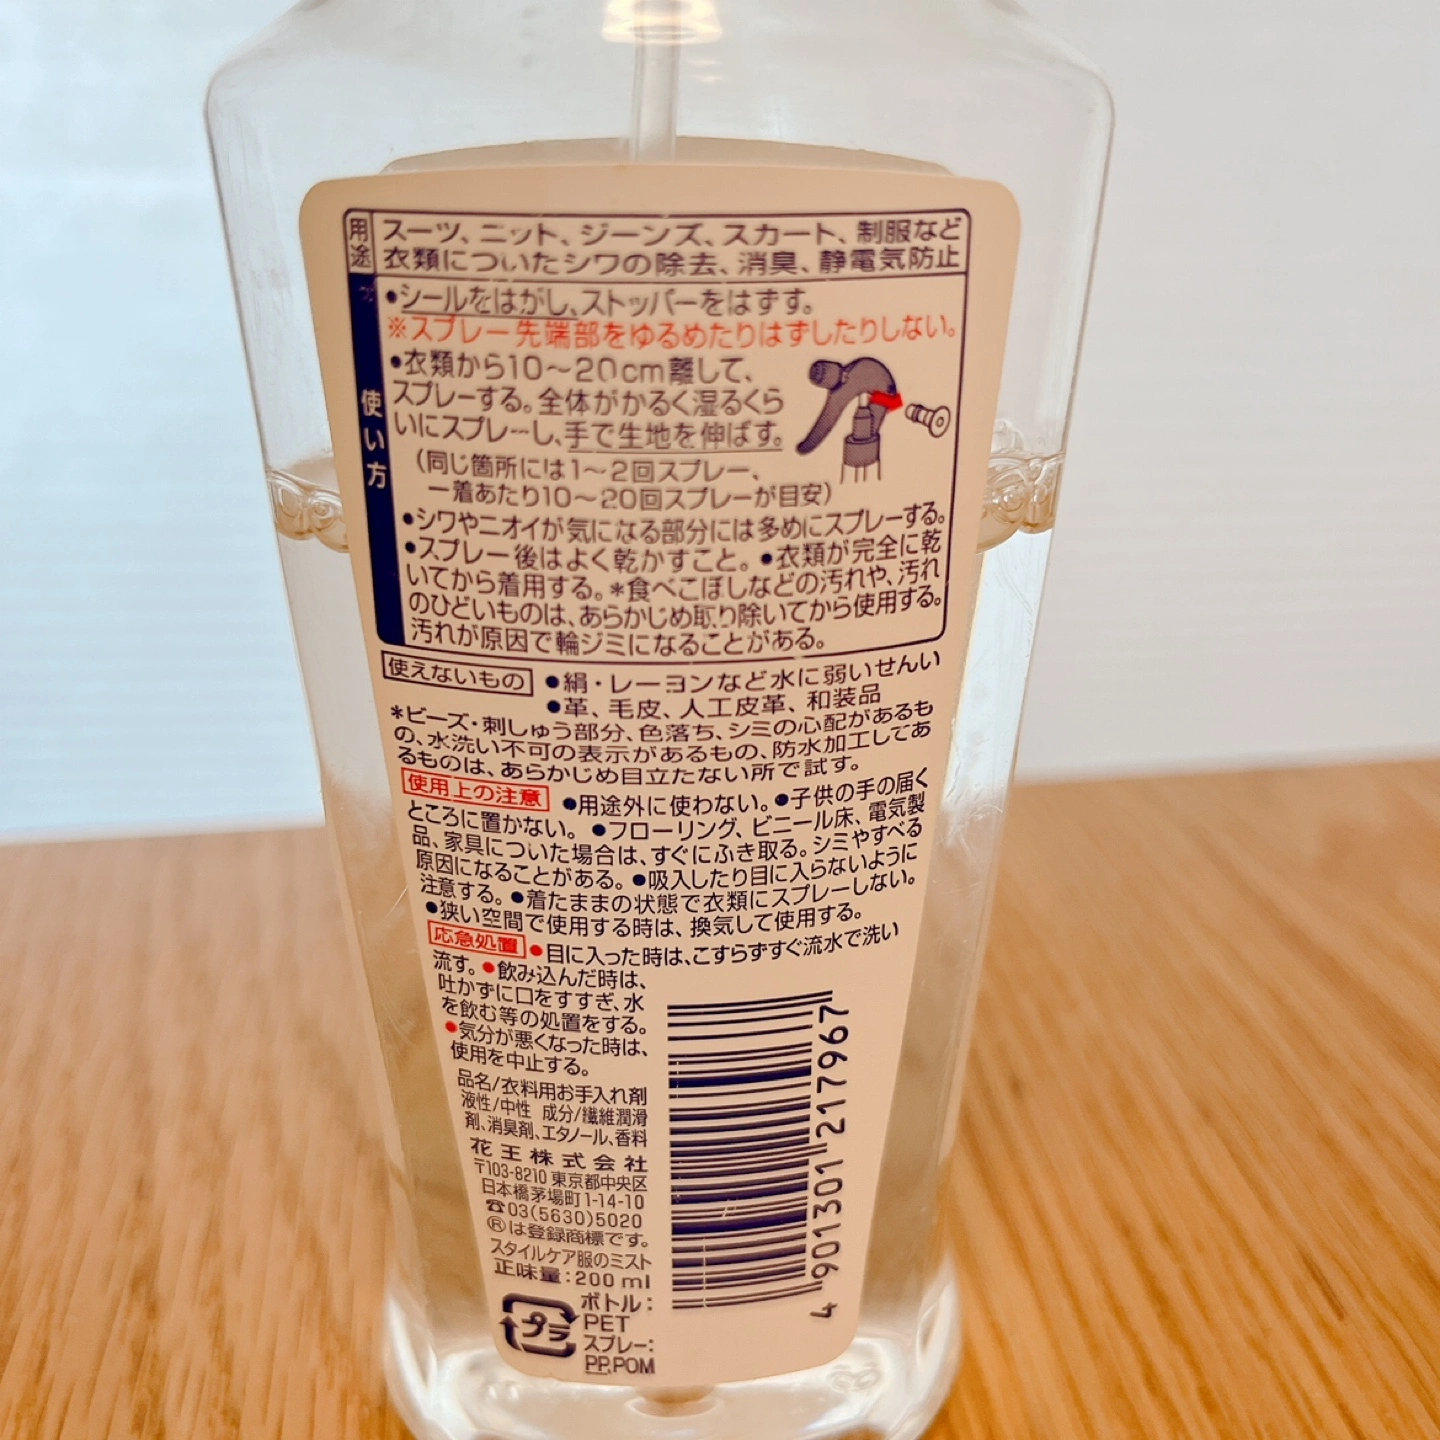 用途
スーツ、ニット、ジーンズ、スカート、制服など
衣類についたシワの除去、消臭、静電気防止
使い方
●シールをはがし、ストッパーをはずす。
※スプレー先端部をゆるめたりはずしたりしない。
●衣類から10～20cm離して、
スプレーする。全体がかるく湿るくら
いにスプレーし、手で生地を伸ばす。
(同じ箇所には1～2回スプレー、
一着あたり10～20回スプレーが目安)
●シワやニオイが気になる部分には多めにスプレーする。
●スプレー後はよく乾かすこと。●衣類が完全に乾
いてから着用する。＊食べこぼしなどの汚れや、汚れ
のひどいものは、あらかじめ取り除いてから使用する。
汚れが原因で輪ジミになることがある。
使えないもの ●絹・レーヨンなど水に弱いせんい
●革、毛皮、人工皮革、和装品
＊ビーズ・刺しゅう部分、色落ち、シミの心配があるも
の、水洗い不可の表示があるもの、防水加工してあ
るものは、あらかじめ目立たない所で試す。
使用上の注意 ●用途外に使わない。●子供の手の届く
ところに置かない。●フローリング、ビニール床、電気製
品、家具についた場合は、すぐにふき取る。シミやすべる
原因になることがある。●吸入したり目に入らないように
注意する。●着たままの状態で衣類にスプレーしない。
●狭い空間で使用する時は、換気して使用する。
応急処置 ●目に入った時は、こすらずすぐ流水で洗い
流す。●飲み込んだ時は、
吐かずに口をすすぎ、水
を飲む等の処置をする。
●気分が悪くなった時は、
使用を中止する。
品名/衣料用お手入れ剤
液性/中性 成分/繊維潤滑
剤、消臭剤、エタノール、香料
花王株式会社
〒103-8210 東京都中央区
日本橋茅場町1-14-10
☎03(5630)5020
®は登録商標です。
スタイルケア服のミスト
正味量：200 ml
プラ
ボトル：
PET
スプレー：
PP,POM
4 901301 217967